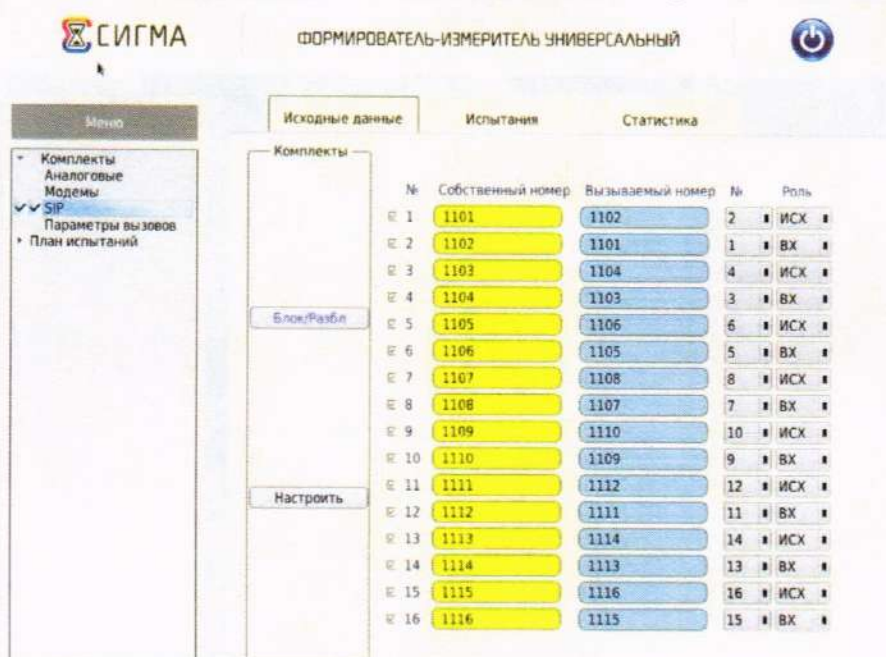 СИГМА
ФОРМИРОВАТЕЛЬ-ИЗМЕРИТЕЛЬ УНИВЕРСАЛЬНЫЙ
Меню
Исходные данные Испытания Статистика
Комплекты
Аналоговые
Модемы
SIP
Параметры вызовов
План испытаний
Комплекты
Блок/Разбл
Настроить
№ Собственный номер Вызываемый номер № Роль
1 1101 1102 2 ИСХ
2 1102 1101 1 ВХ
3 1103 1104 4 ИСХ
4 1104 1103 3 ВХ
5 1105 1106 6 ИСХ
6 1106 1105 5 ВХ
7 1107 1108 8 ИСХ
8 1108 1107 7 ВХ
9 1109 1110 10 ИСХ
10 1110 1109 9 ВХ
11 1111 1112 12 ИСХ
12 1112 1111 11 ВХ
13 1113 1114 14 ИСХ
14 1114 1113 13 ВХ
15 1115 1116 16 ИСХ
16 1116 1115 15 ВХ